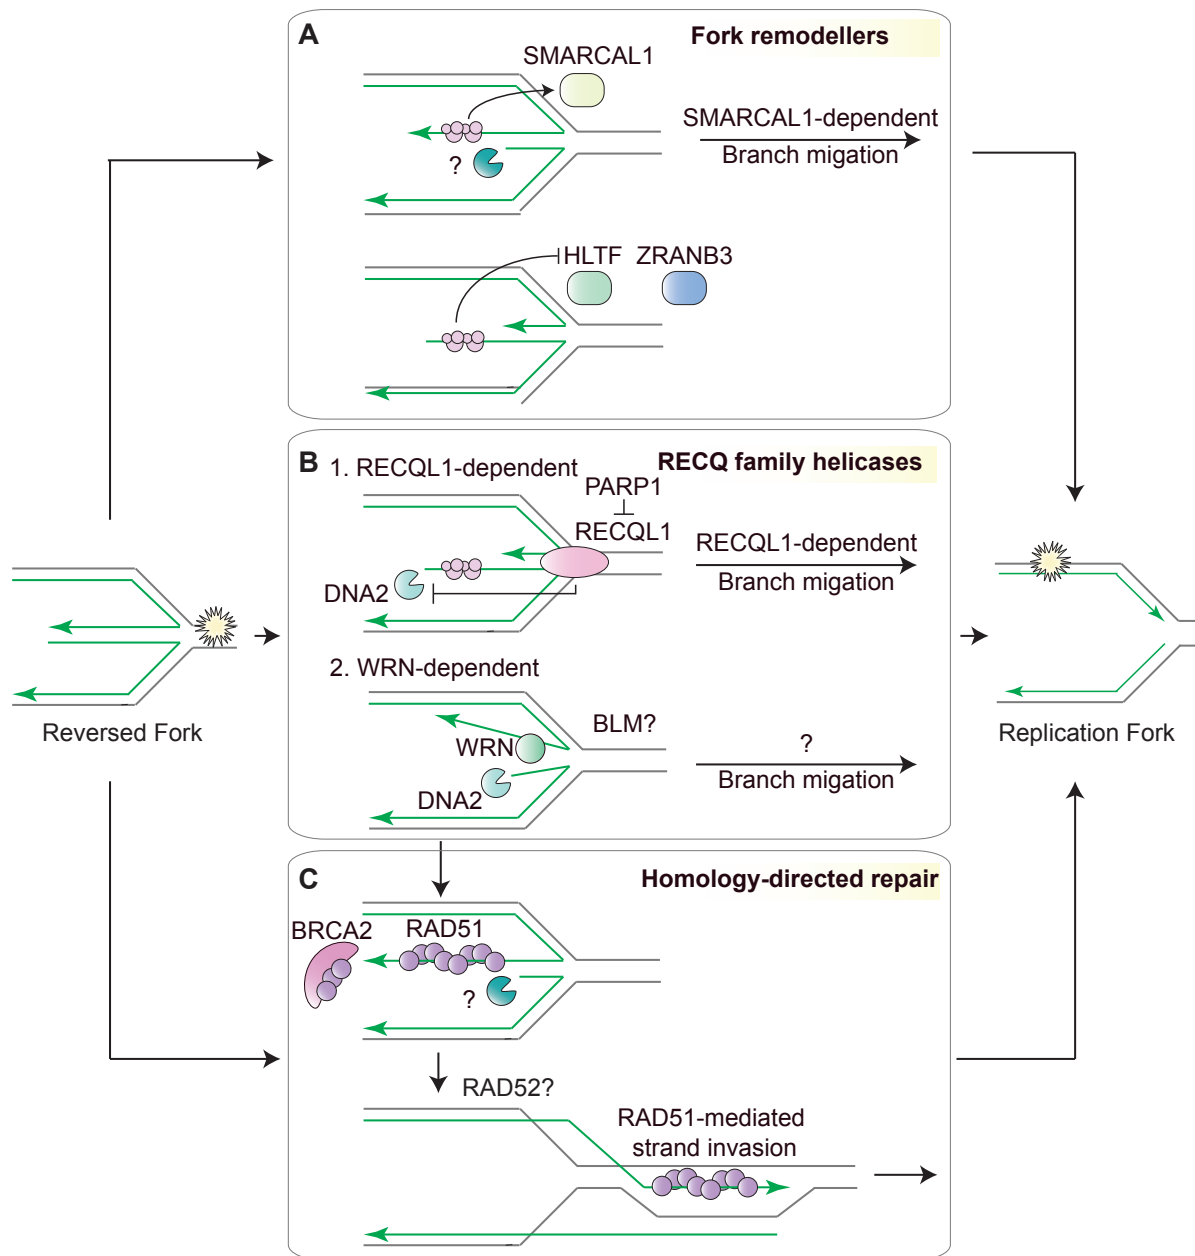 A
Fork remodellers
SMARCAL1
SMARCAL1-dependent
Branch migation
?
HLTF
ZRANB3
B
RECQ family helicases
1. RECQL1-dependent
PARP1
RECQL1
RECQL1-dependent
Branch migation
DNA2
2. WRN-dependent
BLM?
WRN
?
Branch migation
DNA2
Reversed Fork
Replication Fork
C
Homology-directed repair
BRCA2
RAD51
?
RAD52?
RAD51-mediated
strand invasion